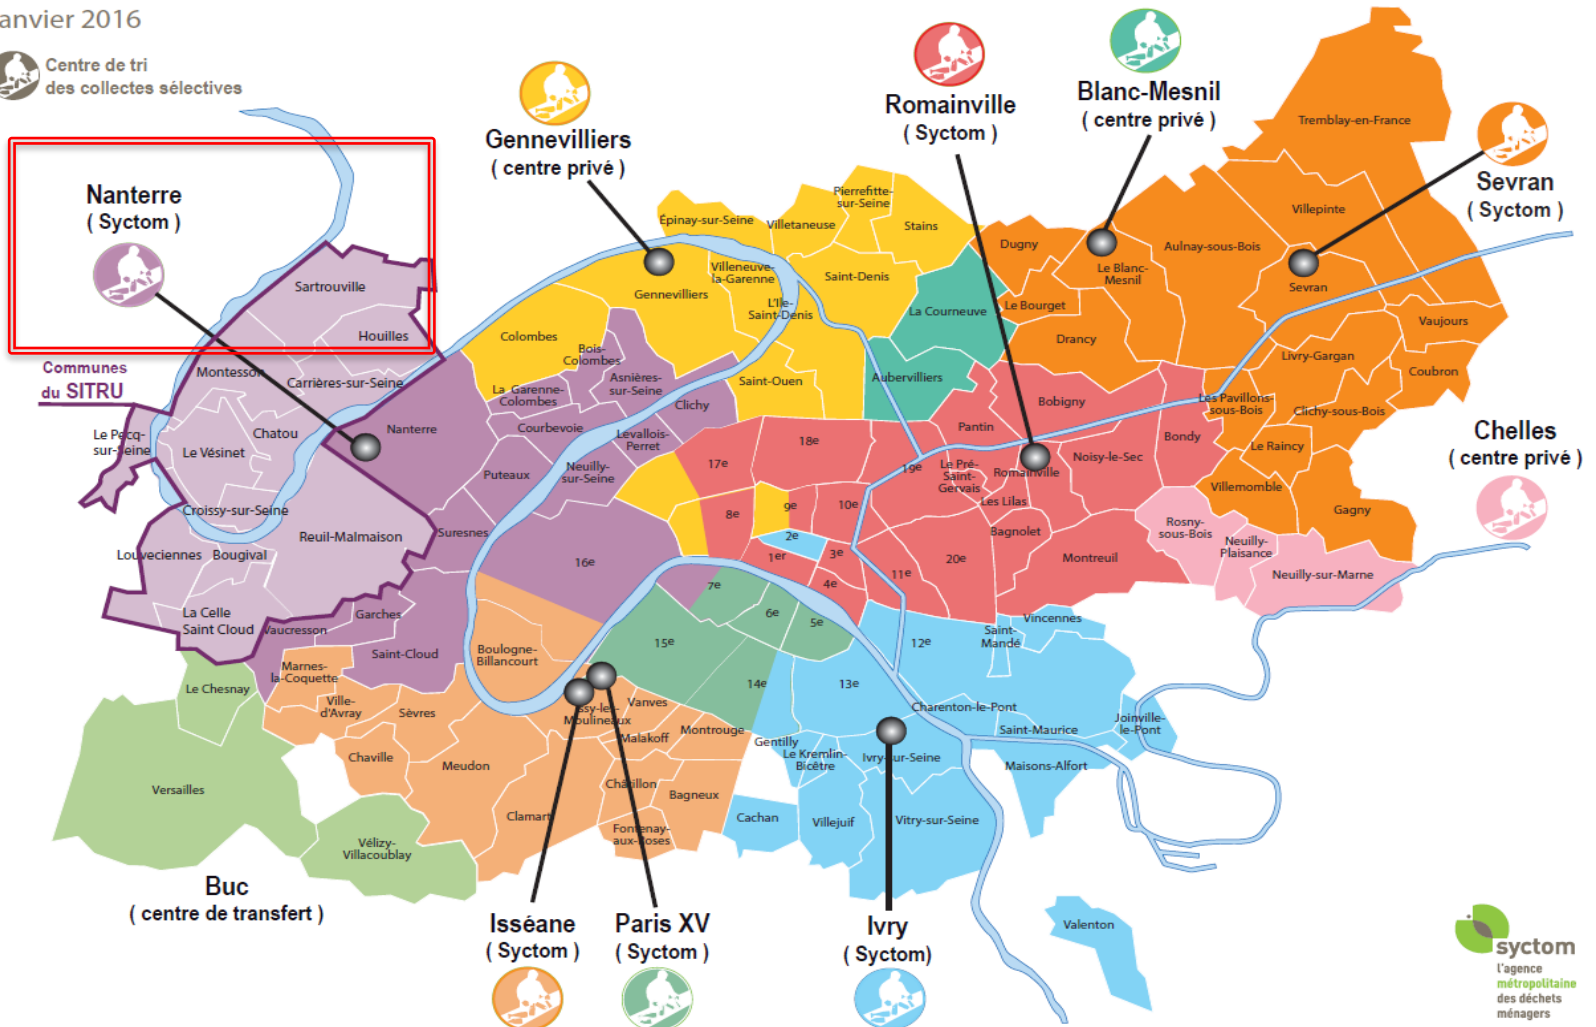 anvier 2016
Centre de tri
des collectes sélectives
Nanterre
( Syctom )
Gennevilliers
( centre privé )
Romainville
( Syctom )
Blanc-Mesnil
( centre privé )
Sevran
( Syctom )
Chelles
( centre privé )
Communes
du SITRU
Sartrouville
Houilles
Montesson
Carrières-sur-Seine
Le Pecq-
sur-Seine
Le Vésinet
Chatou
Croissy-sur-Seine
Reuil-Malmaison
Louveciennes
Bougival
La Celle
Saint Cloud
Vaucresson
Garches
Saint-Cloud
Nanterre
Suresnes
Puteaux
Courbevoie
La Garenne-
Colombes
Bois-
Colombes
Asnières-
sur-Seine
Clichy
Levallois-
Perret
Neuilly-
sur-Seine
Colombes
Gennevilliers
Épinay-sur-Seine
Villeneuve-
la-Garenne
Villetaneuse
Pierrefitte-
sur-Seine
Stains
Saint-Denis
L'Ile-
Saint-Denis
Saint-Ouen
La Courneuve
Aubervilliers
Dugny
Le Bourget
Le Blanc-
Mesnil
Drancy
Aulnay-sous-Bois
Tremblay-en-France
Villepinte
Sevran
Vaujours
Livry-Gargan
Coubron
Les Pavillons-
sous-Bois
Clichy-sous-Bois
Le Raincy
Villemomble
Gagny
Bobigny
Pantin
Bondy
Noisy-le-Sec
Le Pré-
Saint-
Gervais
Romainville
Les Lilas
Bagnolet
Montreuil
Rosny-
sous-Bois
Neuilly-
Plaisance
Neuilly-sur-Marne
17e
18e
19e
8e
9e
10e
2e
1er
3e
4e
11e
20e
16e
7e
6e
5e
15e
14e
13e
12e
Saint-
Mandé
Vincennes
Charenton-le-Pont
Saint-Maurice
Joinville-
le-Pont
Maisons-Alfort
Gentilly
Le Kremlin-
Bicêtre
Ivry-sur-Seine
Cachan
Villejuif
Vitry-sur-Seine
Valenton
Boulogne-
Billancourt
Marnes-
la-Coquette
Ville-
d'Avray
Sèvres
Chaville
Meudon
Issy-les-
Moulineaux
Vanves
Malakoff
Montrouge
Châtillon
Bagneux
Clamart
Fontenay-
aux-Roses
Le Chesnay
Versailles
Vélizy-
Villacoublay
Buc
( centre de transfert )
Isséane
( Syctom )
Paris XV
( Syctom )
Ivry
( Syctom)
syctom
l'agence
métropolitaine
des déchets
ménagers